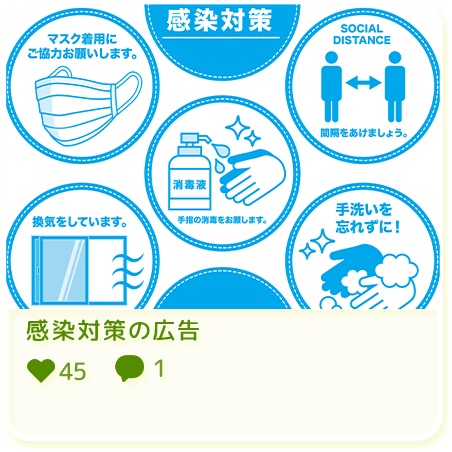 感染対策
マスク着用に
ご協力お願いします。
SOCIAL
DISTANCE
間隔をあけましょう。
消毒液
手指の消毒をお願します。
換気をしています。
手洗いを
忘れずに!
感染対策の広告
45
1